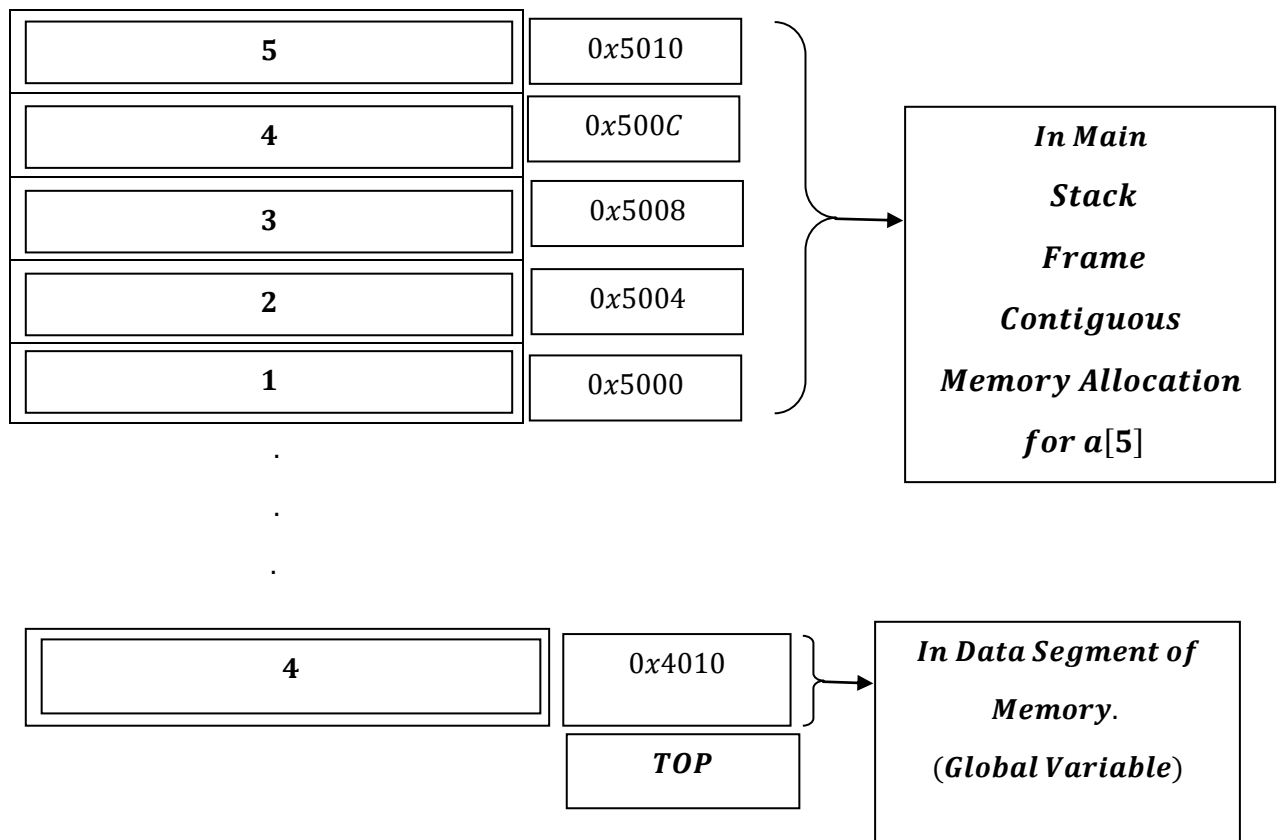 5 0x5010
4 0x500C
3 0x5008
2 0x5004
1 0x5000
In Main
Stack
Frame
Contiguous
Memory Allocation
for a[5]
.
.
.
4 0x4010
TOP
In Data Segment of
Memory.
(Global Variable)